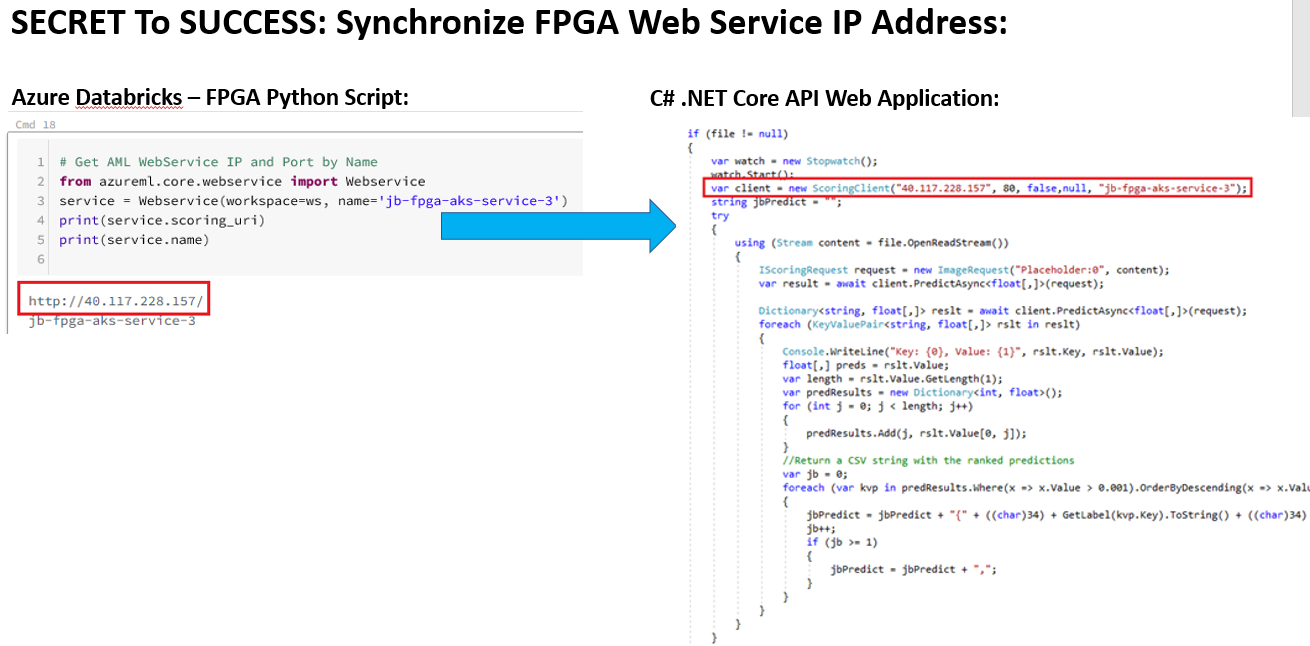 SECRET To SUCCESS: Synchronize FPGA Web Service IP Address:
Azure Databricks – FPGA Python Script:
Cmd 18
1 # Get AML WebService IP and Port by Name
2 from azureml.core.webservice import Webservice
3 service = Webservice(workspace=ws, name='jb-fpga-aks-service-3')
4 print(service.scoring_uri)
5 print(service.name)
6
http://40.117.228.157/
jb-fpga-aks-service-3
C# .NET Core API Web Application:
if (file != null)
{
var watch = new Stopwatch();
watch.Start();
var client = new ScoringClient("40.117.228.157", 80, false,null, "jb-fpga-aks-service-3");
string jbPredict = "";
try
{
using (Stream content = file.OpenReadStream())
{
IScoringRequest request = new ImageRequest("Placeholder:0", content);
var result = await client.PredictAsync<float[,]>(request);
Dictionary<string, float[,]> reslt = await client.PredictAsync<float[,]>(request);
foreach (KeyValuePair<string, float[,]> rslt in reslt)
{
Console.WriteLine("Key: {0}, Value: {1}", rslt.Key, rslt.Value);
float[,] preds = rslt.Value;
var length = rslt.Value.GetLength(1);
var predResults = new Dictionary<int, float>();
for (int j = 0; j < length; j++)
{
predResults.Add(j, rslt.Value[0, j]);
}
//Return a CSV string with the ranked predictions
var jb = 0;
foreach (var kvp in predResults.Where(x => x.Value > 0.001).OrderByDescending(x => x.Valu
{
jbPredict = jbPredict + "{" + ((char)34) + GetLabel(kvp.Key).ToString() + ((char)34)
jb++;
if (jb >= 1)
{
jbPredict = jbPredict + ",";
}
}
}
}
}